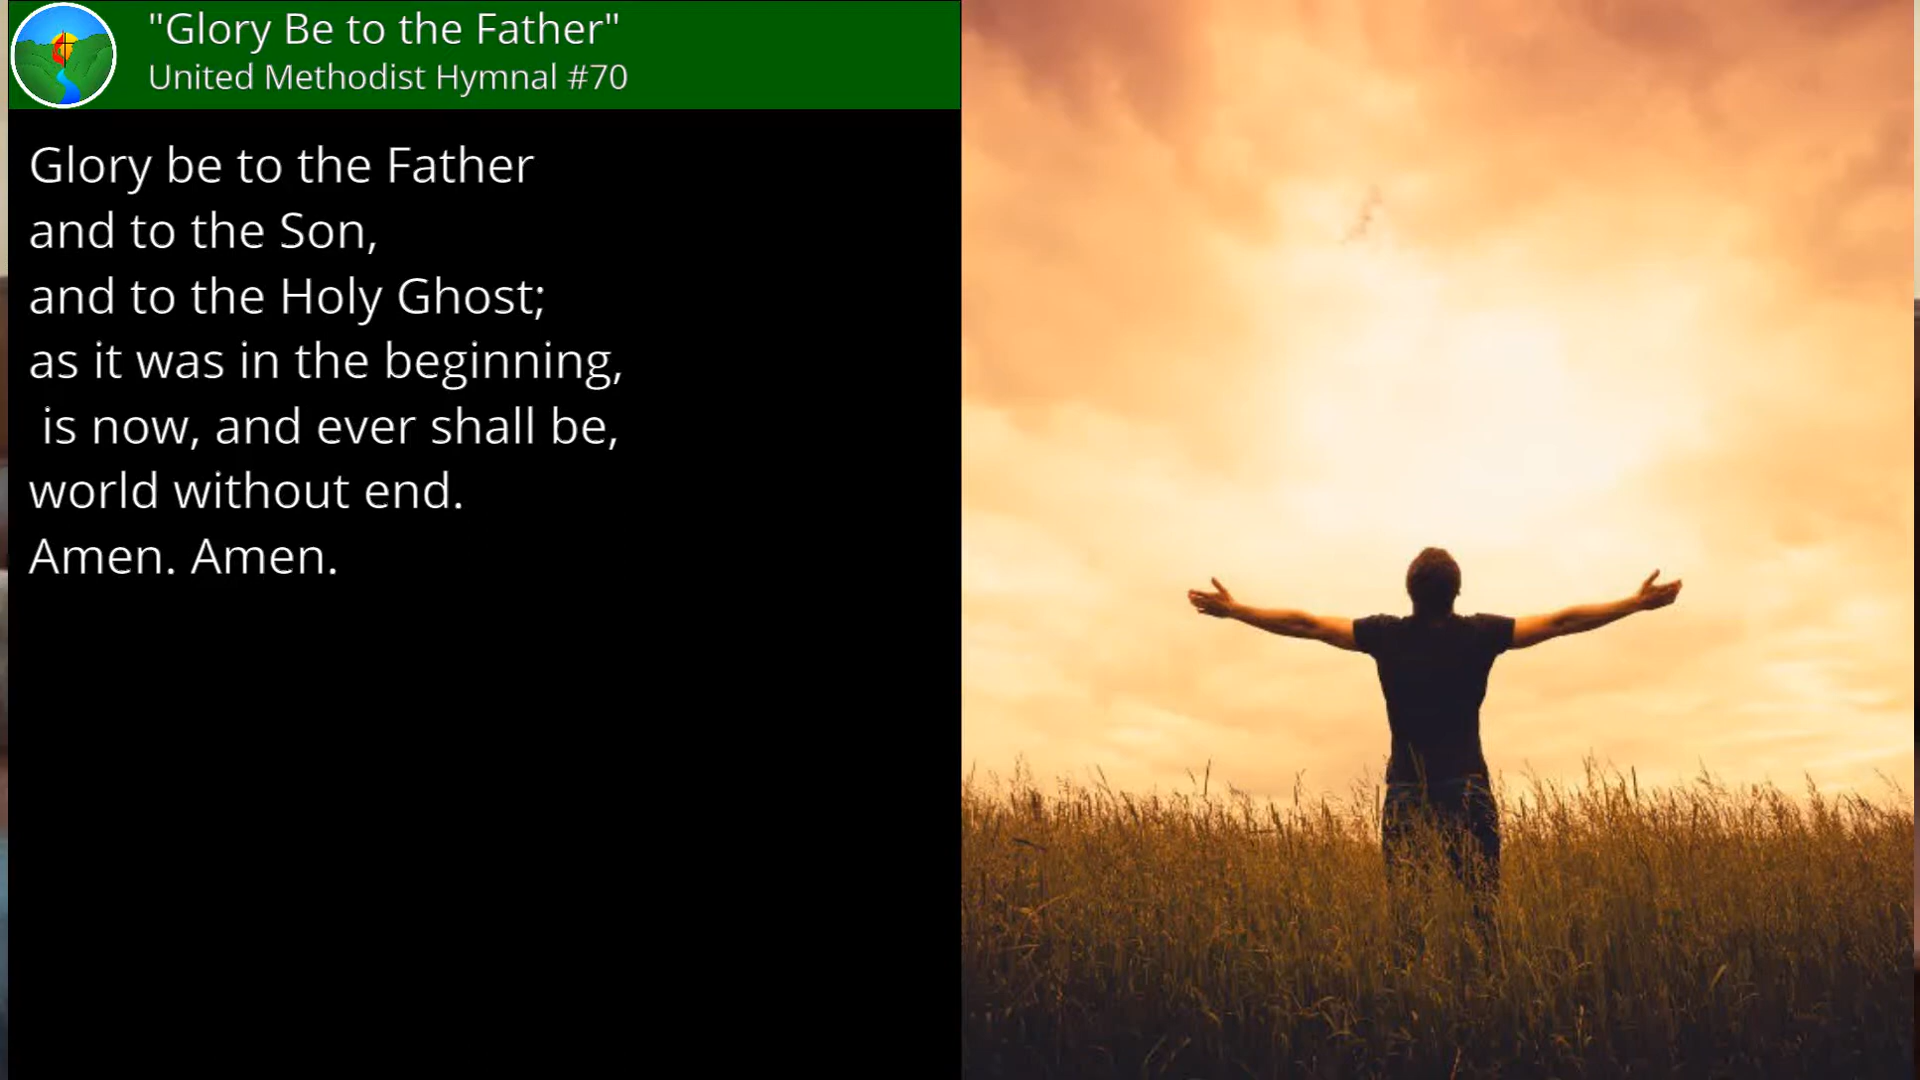 "Glory Be to the Father"
United Methodist Hymnal #70
Glory be to the Father
and to the Son,
and to the Holy Ghost;
as it was in the beginning,
is now, and ever shall be,
world without end.
Amen. Amen.